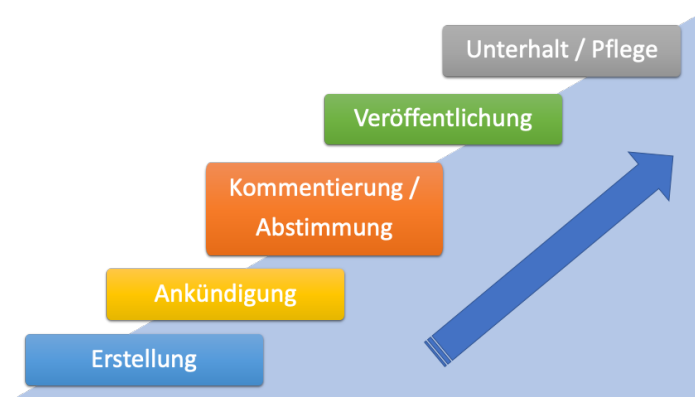 Unterhalt / Pflege
Veröffentlichung
Kommentierung /
Abstimmung
Ankündigung
Erstellung